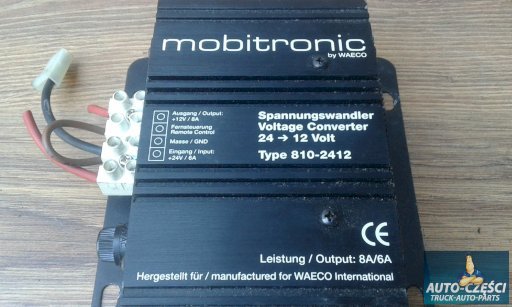 mobitronic
by WAECO
Ausgang / Output:
+12V / 8A
Fernsteuerung
Remote Control
Masse / GND
Eingang / Input:
+24V / 6A
Spannungswandler
Voltage Converter
24 → 12 Volt
Type 810-2412
CE
Leistung / Output: 8A/6A
Hergestellt für / manufactured for WAECO International
AUTO-CZĘŚCI
TRUCK-AUTO-PARTS